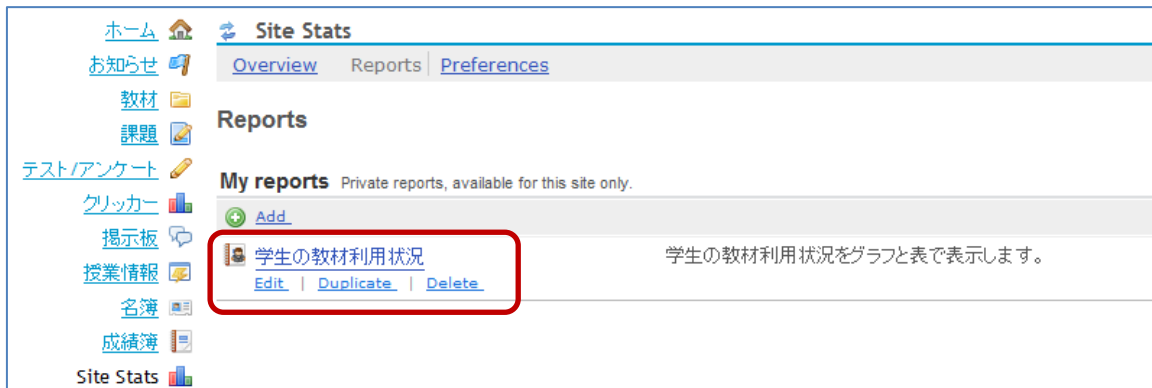 ホーム
お知らせ
教材
課題
テスト/アンケート
クリッカー
掲示板
授業情報
名簿
成績簿
Site Stats
Site Stats
Overview Reports | Preferences
Reports
My reports Private reports, available for this site only.
Add
学生の教材利用状況 学生の教材利用状況をグラフと表で表示します。
Edit | Duplicate | Delete